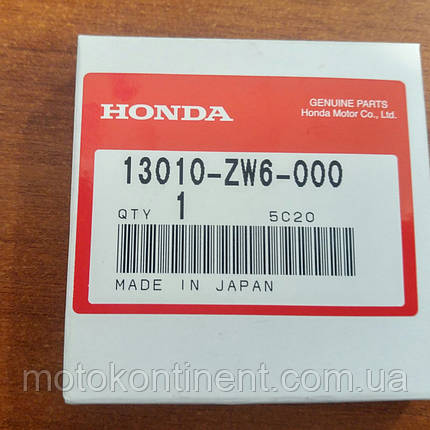 HONDA
GENUINE PARTS
Honda Motor Co., Ltd.
13010-ZW6-000
QTY 1 5C20
MADE IN JAPAN
motokontinent.com.ua